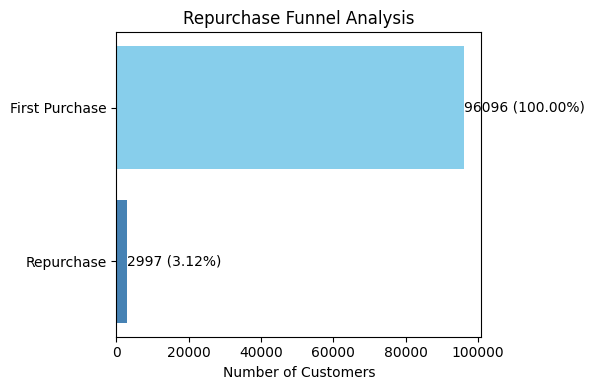 Repurchase Funnel Analysis
First Purchase
96096 (100.00%)
Repurchase
2997 (3.12%)
0 20000 40000 60000 80000 100000
Number of Customers